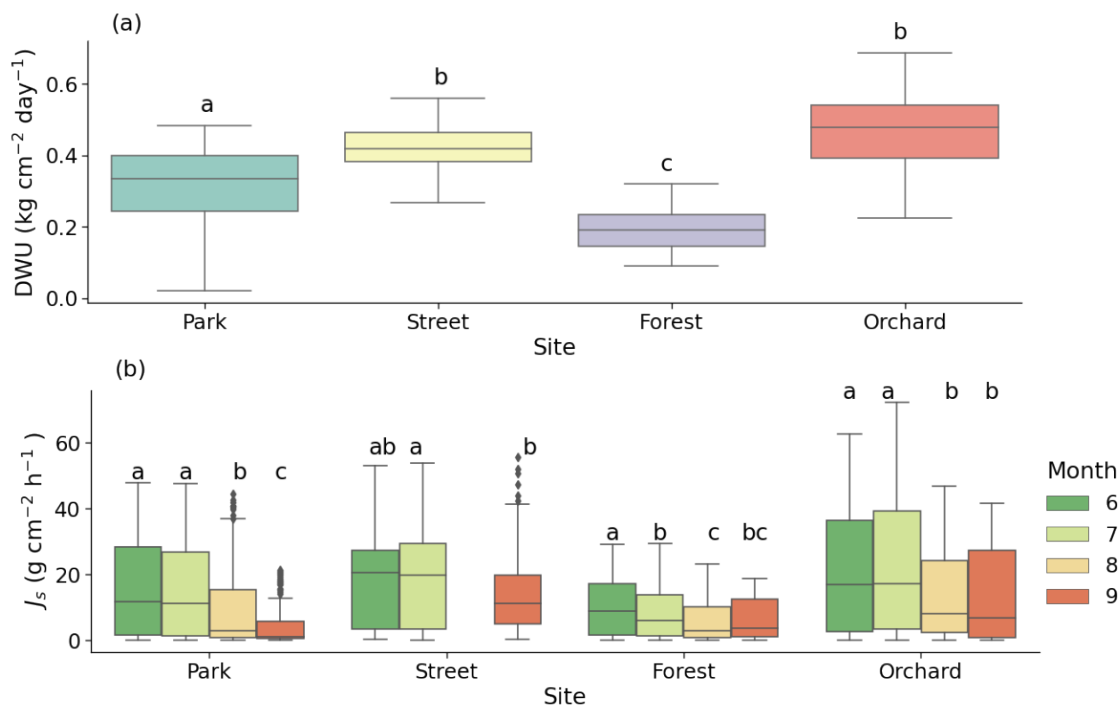 (a)
DWU (kg cm⁻² day⁻¹)
0.6
0.4
0.2
0.0
a
b
c
b
Park Street Forest Orchard
Site
(b)
Jₛ (g cm⁻² h⁻¹)
60
40
20
0
a a b c
ab a b
a b c bc
a a b b
Park Street Forest Orchard
Site
Month
6
7
8
9